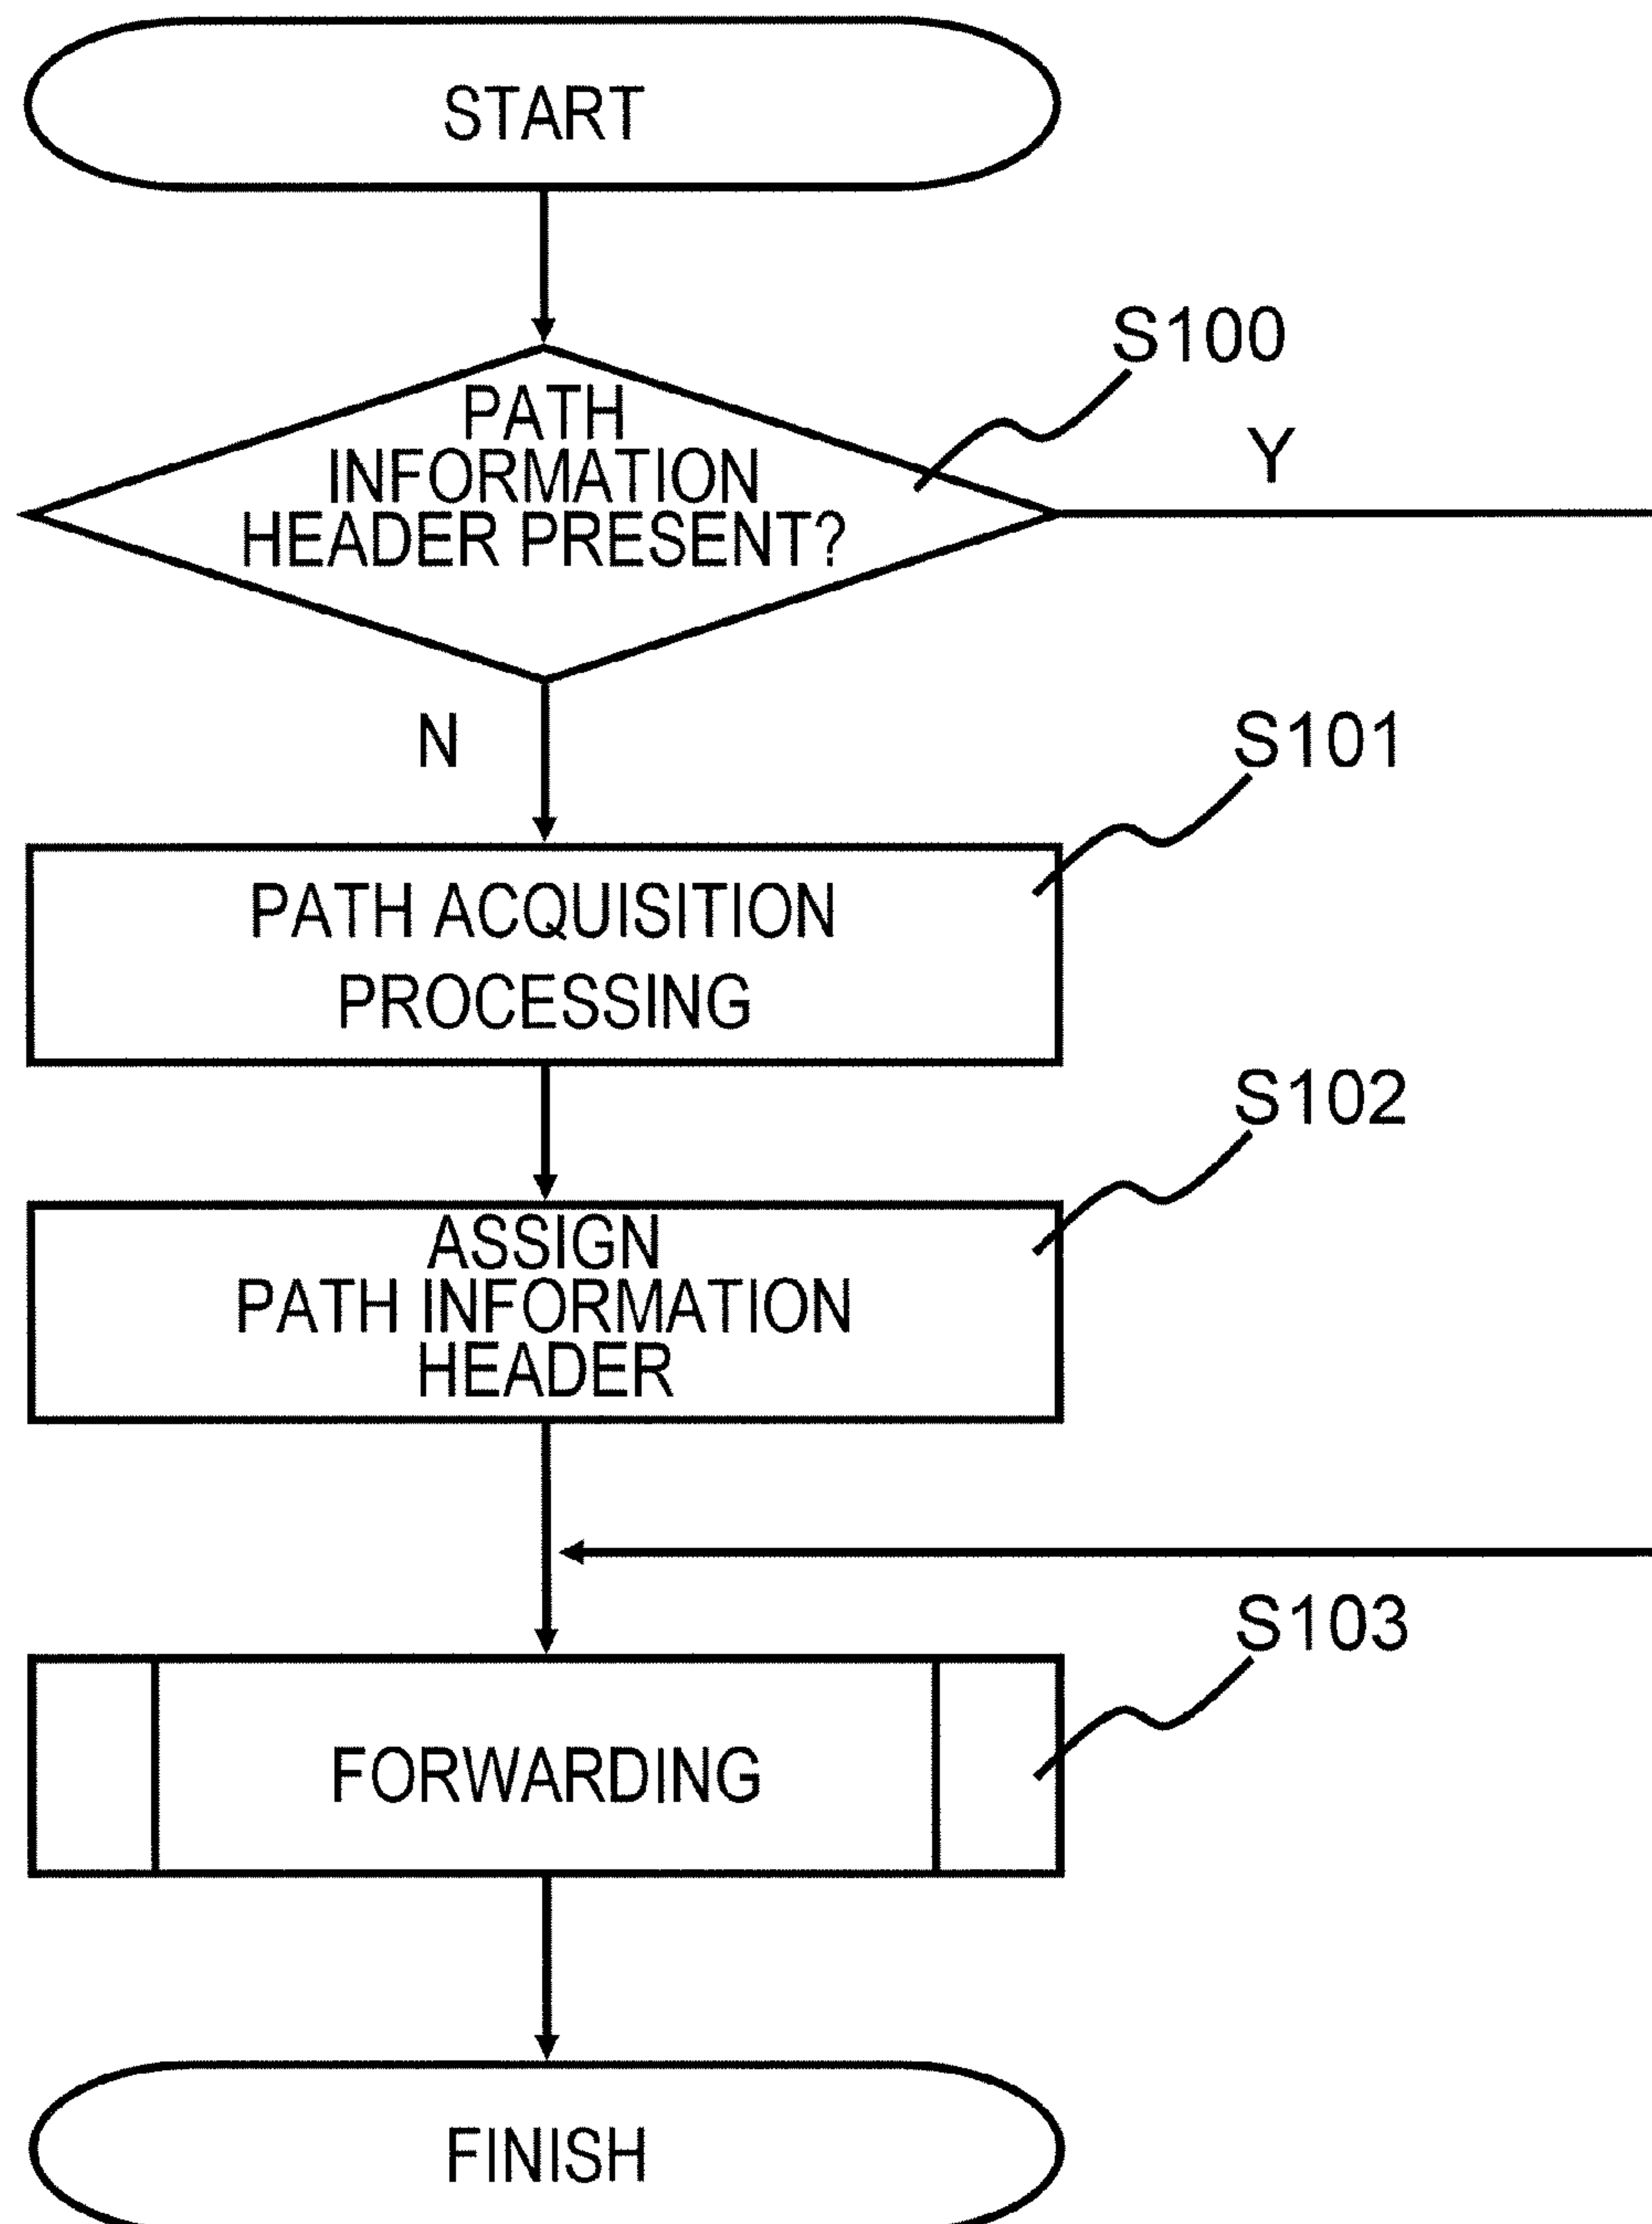 START
S100
PATH
INFORMATION
HEADER PRESENT?
Y
N
S101
PATH ACQUISITION
PROCESSING
S102
ASSIGN
PATH INFORMATION
HEADER
S103
FORWARDING
FINISH